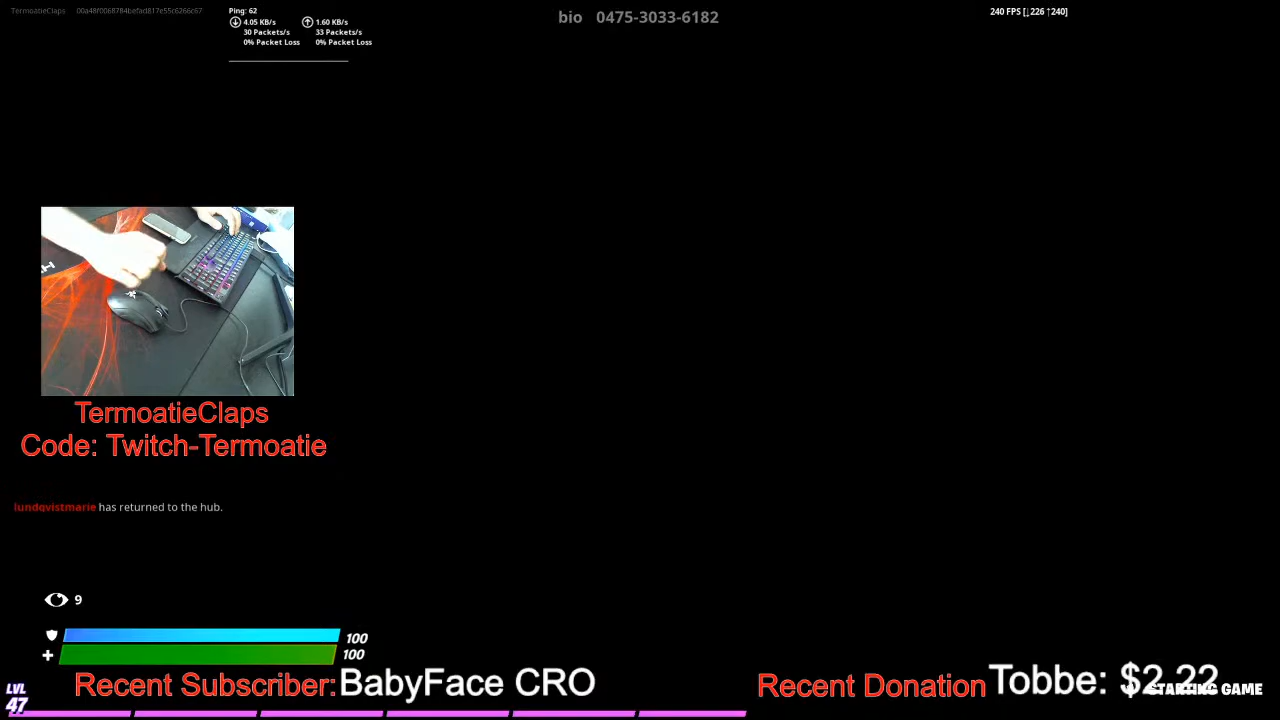 TermoatieClaps
Ping: 62
4.05 KB/s
1.60 KB/s
30 Packets/s
33 Packets/s
0% Packet Loss
0% Packet Loss
bio 0475-3033-6182
240 FPS [↓226 ↑240]
TermoatieClaps
Code: Twitch-Termoatie
lundqvistmarie has returned to the hub.
9
100
100
LVL
47
Recent Subscriber: BabyFace CRO
Recent Donation Tobbe: $2.22
STARTING GAME